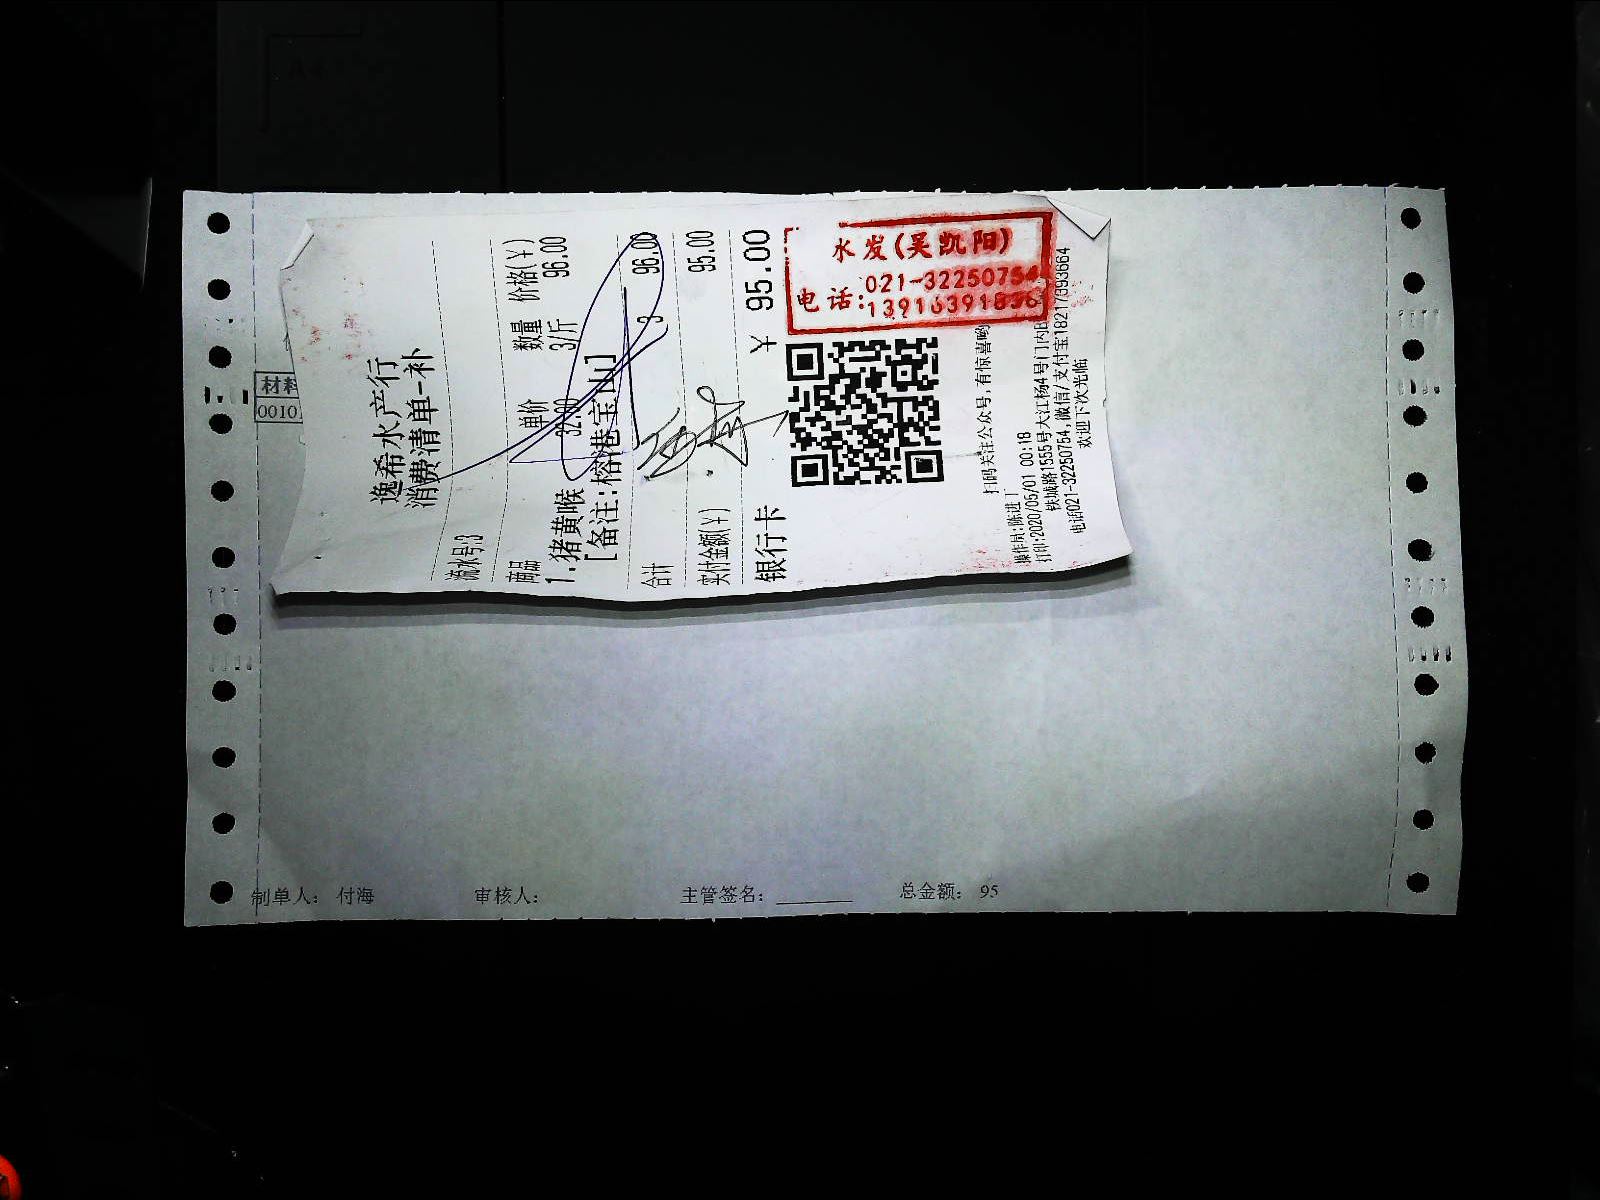 逸希水产行
消费清单-补
流水号:3
商品 单价 数量 价格(￥)
1.猪黄喉 32.00 3/斤 96.00
[备注:榕港宝山]
合计 3 96.00
实付金额(￥) 95.00
银行卡 ￥ 95.00
水发(吴凯阳)
021-32250754
电话:
扫码关注公众号,有惊喜哟
操作员:陈进
打印:2020/05/01 00:18
铁城路1555号大江杨4号门内
电话021-32250754,微信/支付宝18217393664
欢迎下次光临
材料
0010
制单人: 付海 审核人: 主管签名: 总金额: 95